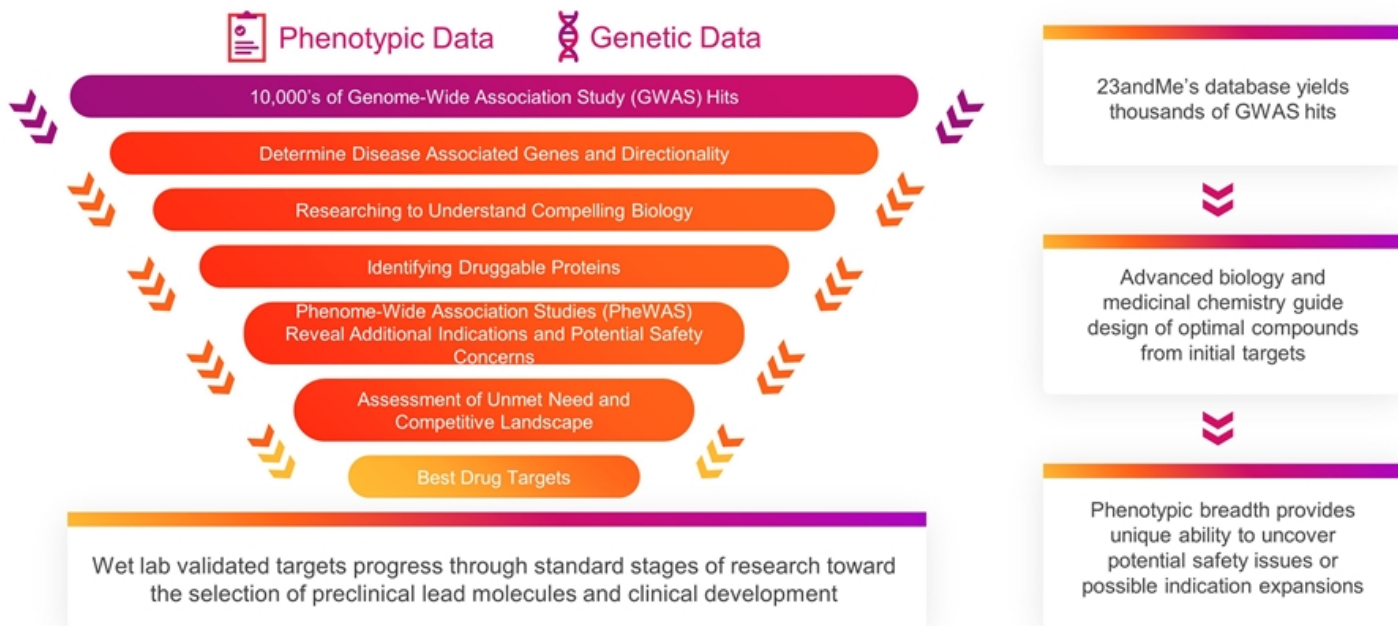 Phenotypic Data
Genetic Data
10,000's of Genome-Wide Association Study (GWAS) Hits
Determine Disease Associated Genes and Directionality
Researching to Understand Compelling Biology
Identifying Druggable Proteins
Phenome-Wide Association Studies (PheWAS)
Reveal Additional Indications and Potential Safety
Concerns
Assessment of Unmet Need and
Competitive Landscape
Best Drug Targets
Wet lab validated targets progress through standard stages of research toward
the selection of preclinical lead molecules and clinical development
23andMe's database yields
thousands of GWAS hits
Advanced biology and
medicinal chemistry guide
design of optimal compounds
from initial targets
Phenotypic breadth provides
unique ability to uncover
potential safety issues or
possible indication expansions